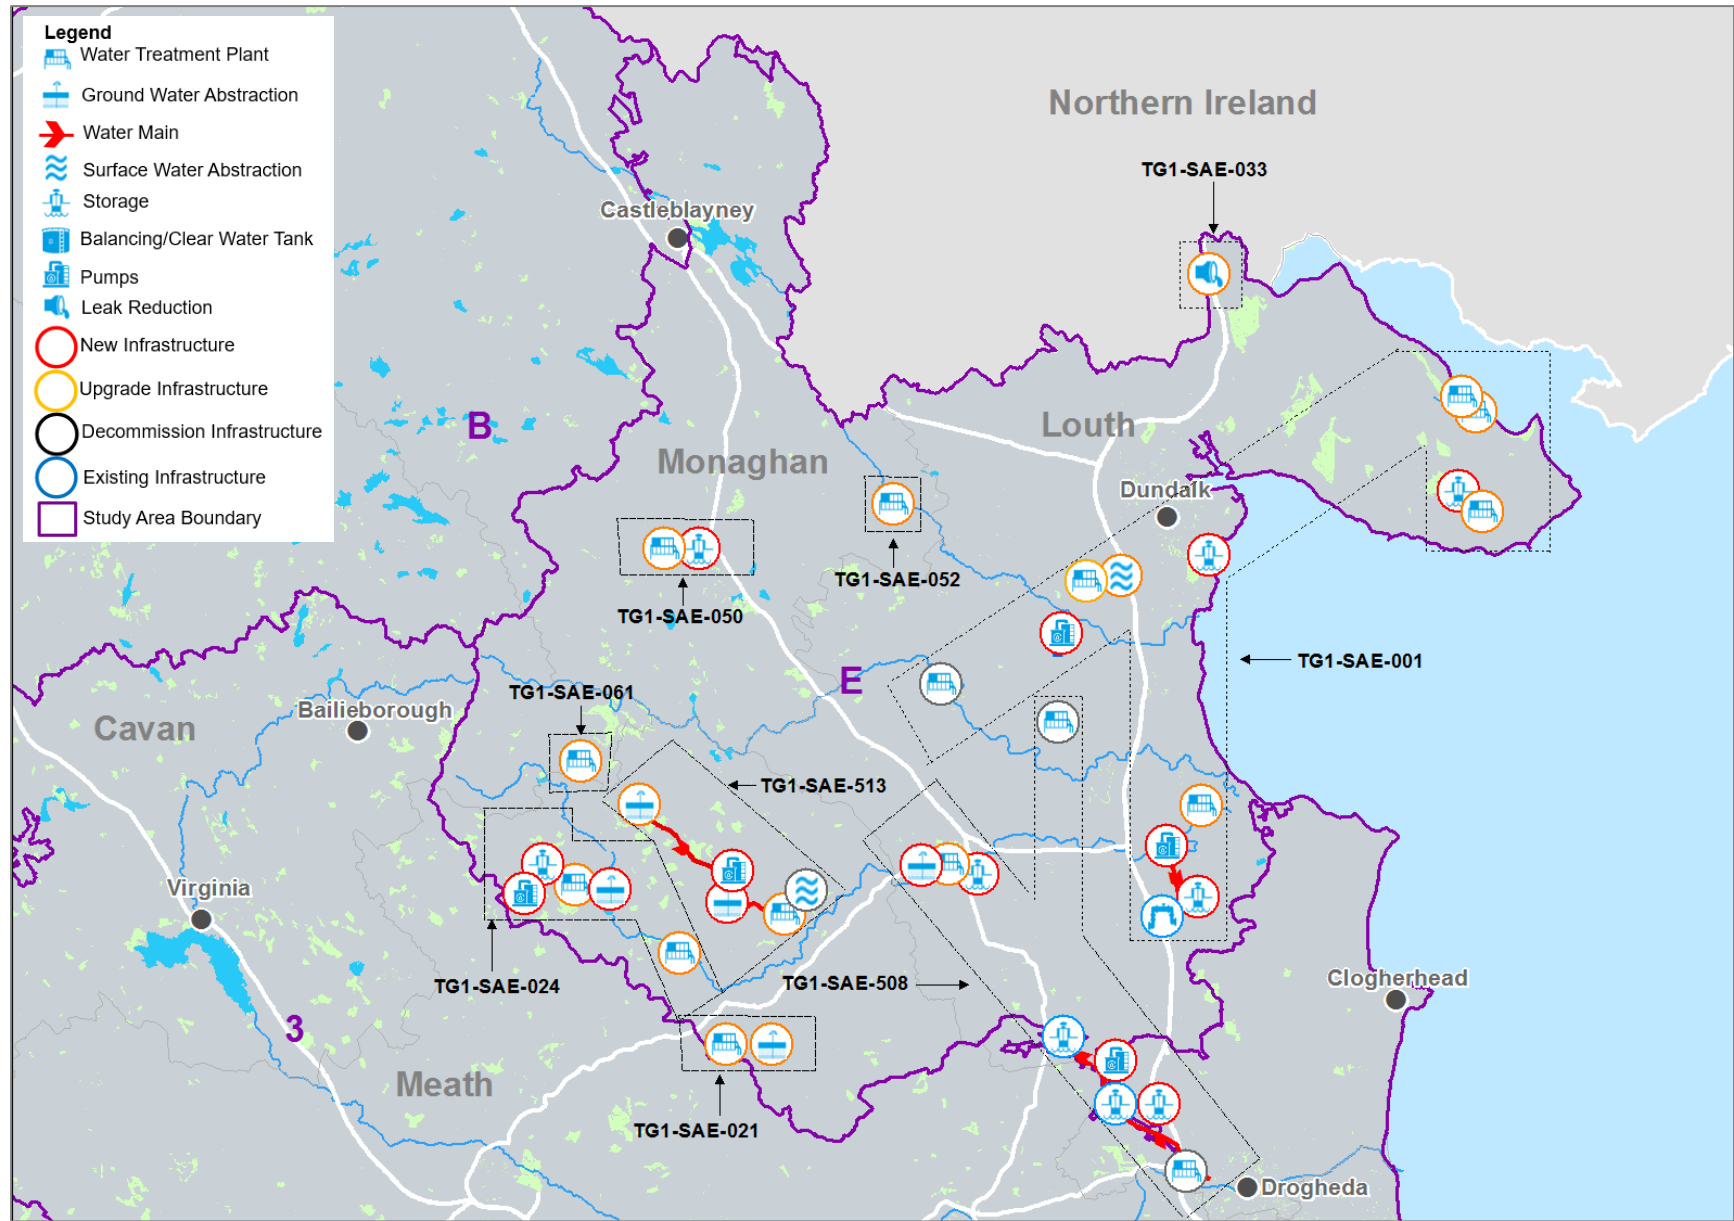 Legend
Water Treatment Plant
Ground Water Abstraction
Water Main
Surface Water Abstraction
Storage
Balancing/Clear Water Tank
Pumps
Leak Reduction
New Infrastructure
Upgrade Infrastructure
Decommission Infrastructure
Existing Infrastructure
Study Area Boundary
Northern Ireland
TG1-SAE-033
Castleblayney
B
Louth
Monaghan
Dundalk
TG1-SAE-052
TG1-SAE-050
TG1-SAE-001
E
TG1-SAE-061
Bailieborough
Cavan
TG1-SAE-513
Virginia
TG1-SAE-024
TG1-SAE-508
Clogherhead
3
Meath
TG1-SAE-021
Drogheda